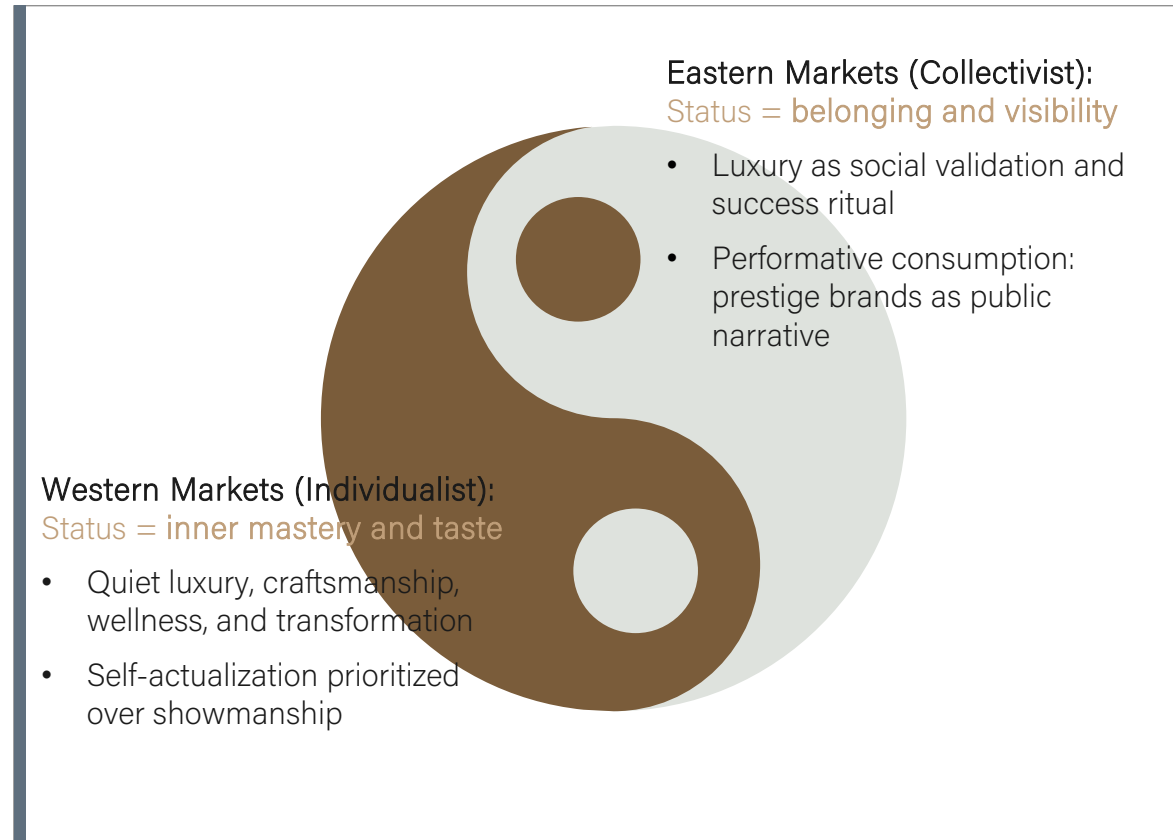 Eastern Markets (Collectivist):
Status = belonging and visibility
• Luxury as social validation and
success ritual
• Performative consumption:
prestige brands as public
narrative
Western Markets (Individualist):
Status = inner mastery and taste
• Quiet luxury, craftsmanship,
wellness, and transformation
• Self-actualization prioritized
over showmanship